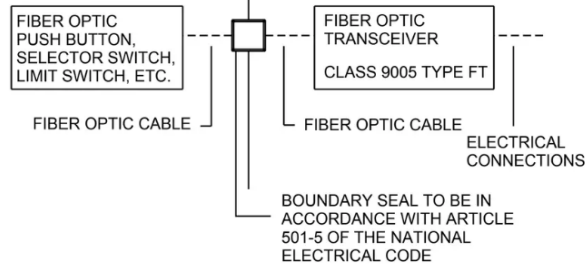 FIBER OPTIC
PUSH BUTTON,
SELECTOR SWITCH,
LIMIT SWITCH, ETC.
FIBER OPTIC
TRANSCEIVER
CLASS 9005 TYPE FT
FIBER OPTIC CABLE
FIBER OPTIC CABLE
ELECTRICAL
CONNECTIONS
BOUNDARY SEAL TO BE IN
ACCORDANCE WITH ARTICLE
501-5 OF THE NATIONAL
ELECTRICAL CODE